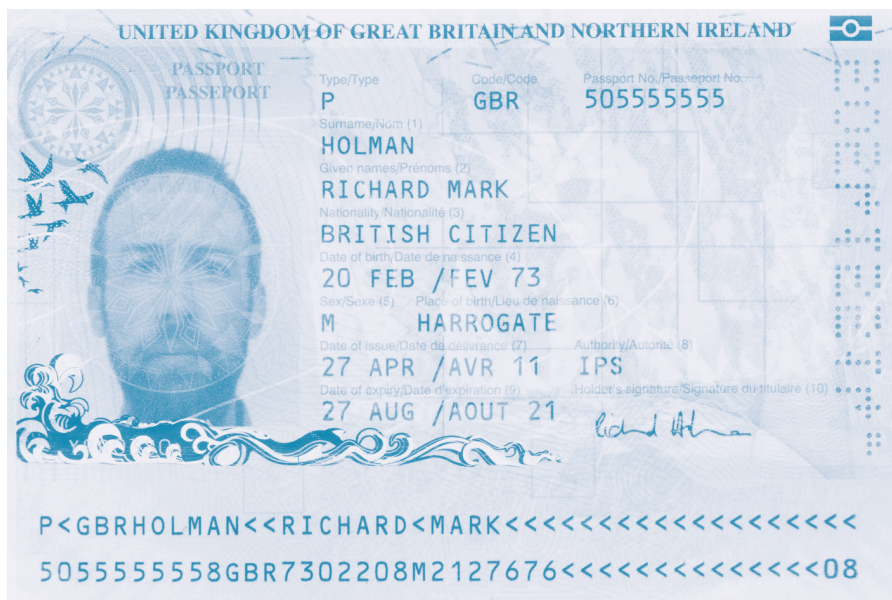 UNITED KINGDOM OF GREAT BRITAIN AND NORTHERN IRELAND
PASSPORT
PASSEPORT
Type/Type Code/Code Passport No./Passeport No.
P GBR 505555555
Surname/Nom (1)
HOLMAN
Given names/Prénoms (2)
RICHARD MARK
Nationality/Nationalité (3)
BRITISH CITIZEN
Date of birth/Date de naissance (4)
20 FEB /FEV 73
Sex/Sexe (5) Place of birth/Lieu de naissance (6)
M HARROGATE
Date of issue/Date de délivrance (7) Authority/Autorité (8)
27 APR /AVR 11 IPS
Date of expiry/Date d'expiration (9) Holder's signature/Signature du titulaire (10)
27 AUG /AOUT 21
P<GBRHOLMAN<<RICHARD<MARK<<<<<<<<<<<<<<<<<<<
5055555558GBR7302208M2127676<<<<<<<<<<<<<<08